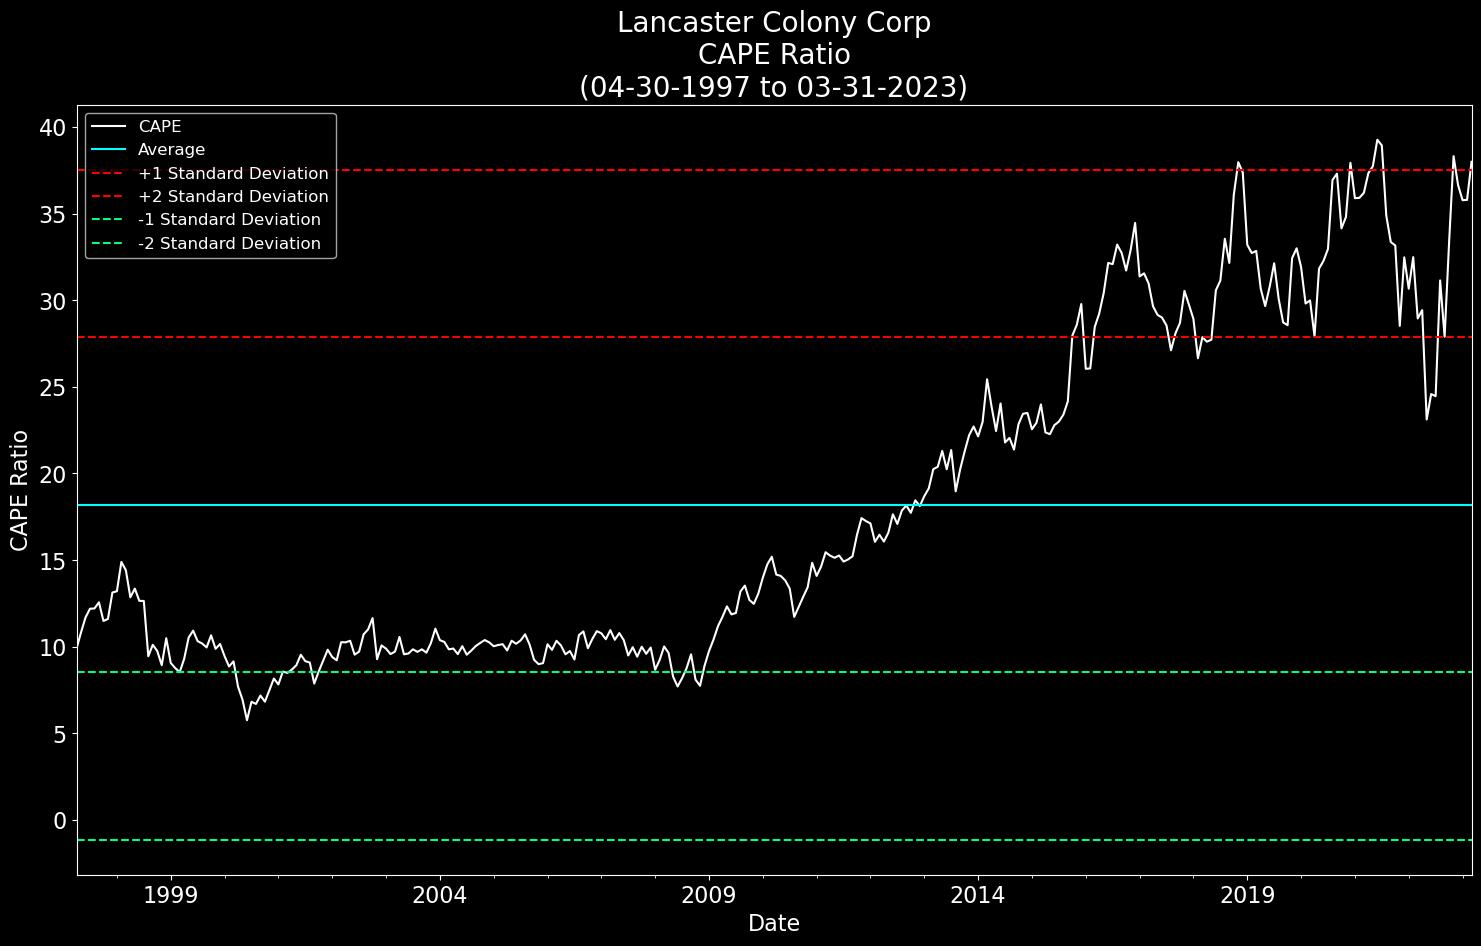 Lancaster Colony Corp
CAPE Ratio
(04-30-1997 to 03-31-2023)
CAPE
Average
+1 Standard Deviation
+2 Standard Deviation
-1 Standard Deviation
-2 Standard Deviation
40
35
30
25
20
15
10
5
0
CAPE Ratio
1999
2004
2009
2014
2019
Date